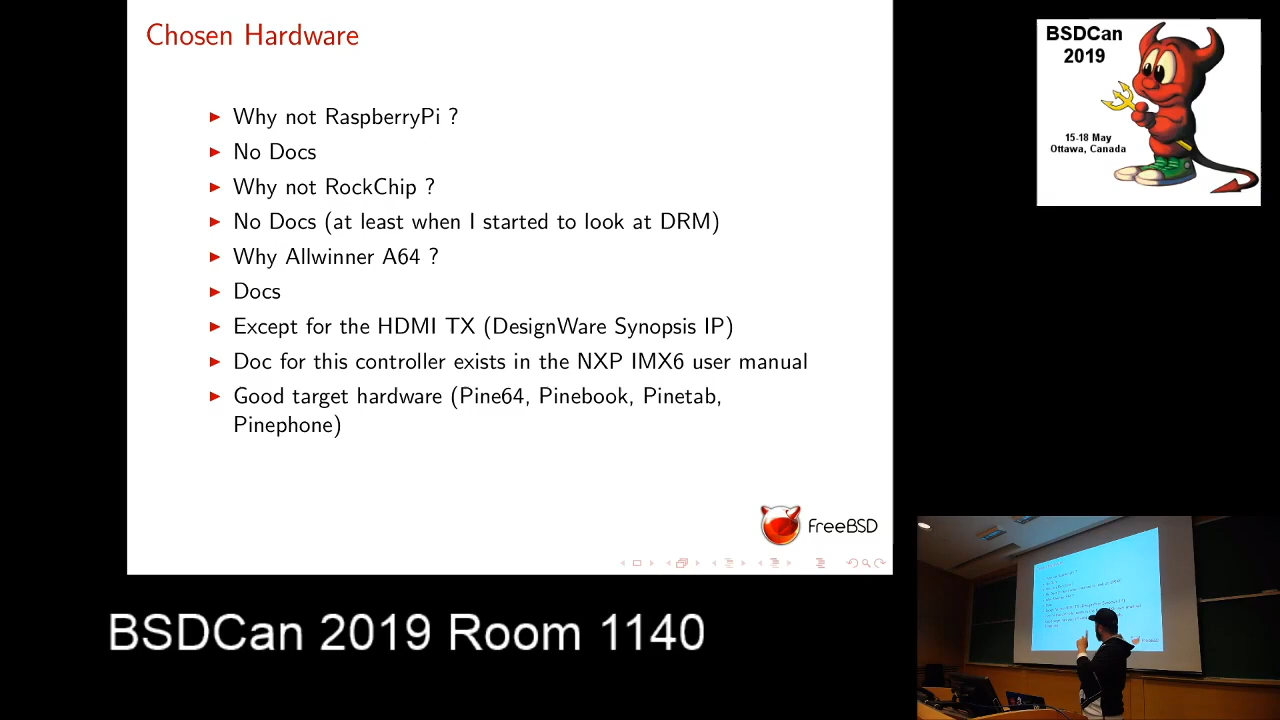 Chosen Hardware
Why not RaspberryPi ?
No Docs
Why not RockChip ?
No Docs (at least when I started to look at DRM)
Why Allwinner A64 ?
Docs
Except for the HDMI TX (DesignWare Synopsis IP)
Doc for this controller exists in the NXP IMX6 user manual
Good target hardware (Pine64, Pinebook, Pinetab,
Pinephone)
FreeBSD
BSDCan
2019
15-18 May
Ottawa, Canada
BSDCan 2019 Room 1140